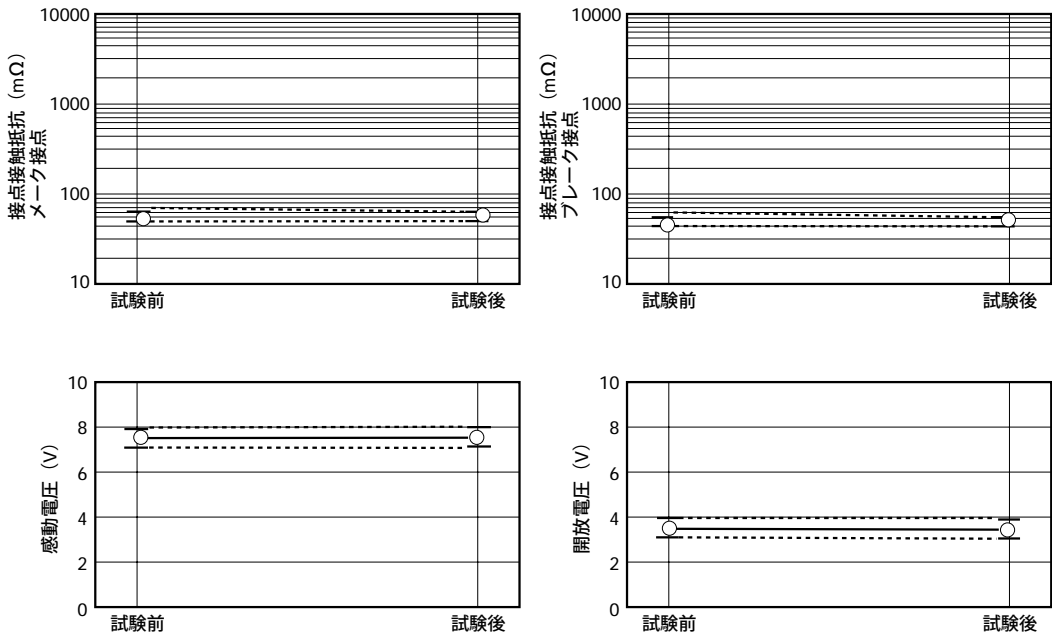 接点接触抵抗（mΩ）
メーク接点
10000
1000
100
10
試験前
試験後
接点接触抵抗（mΩ）
ブレーク接点
10000
1000
100
10
試験前
試験後
感動電圧（V）
10
8
6
4
2
0
試験前
試験後
開放電圧（V）
10
8
6
4
2
0
試験前
試験後